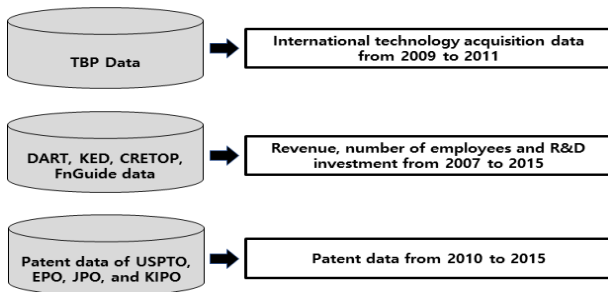 TBP Data
International technology acquisition data
from 2009 to 2011
DART, KED, CRETOP,
FnGuide data
Revenue, number of employees and R&D
investment from 2007 to 2015
Patent data of USPTO,
EPO, JPO, and KIPO
Patent data from 2010 to 2015